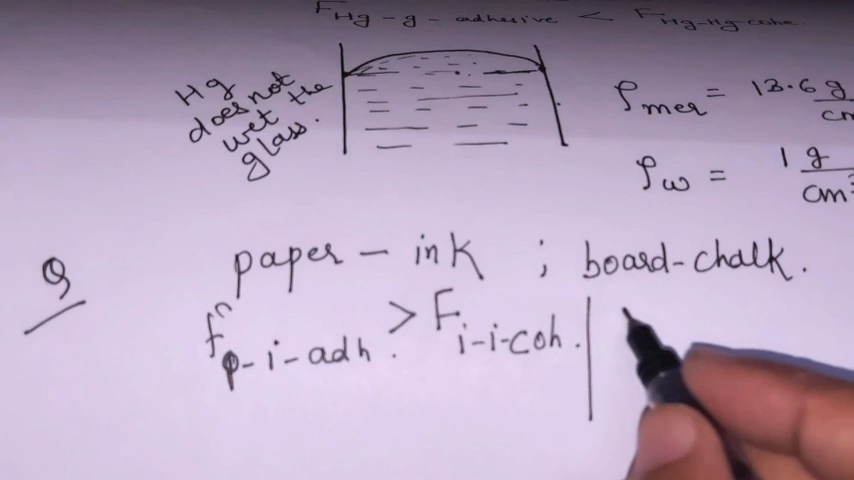 F Hg-g-adhesive < F Hg-Hg-cohe.
Hg
does not
wet the
glass.
ρ mer = 13.6 g/cm
ρ w = 1 g/cm³
Q paper - ink ; board-chalk.
f n p-i-adh. > F i-i-coh.